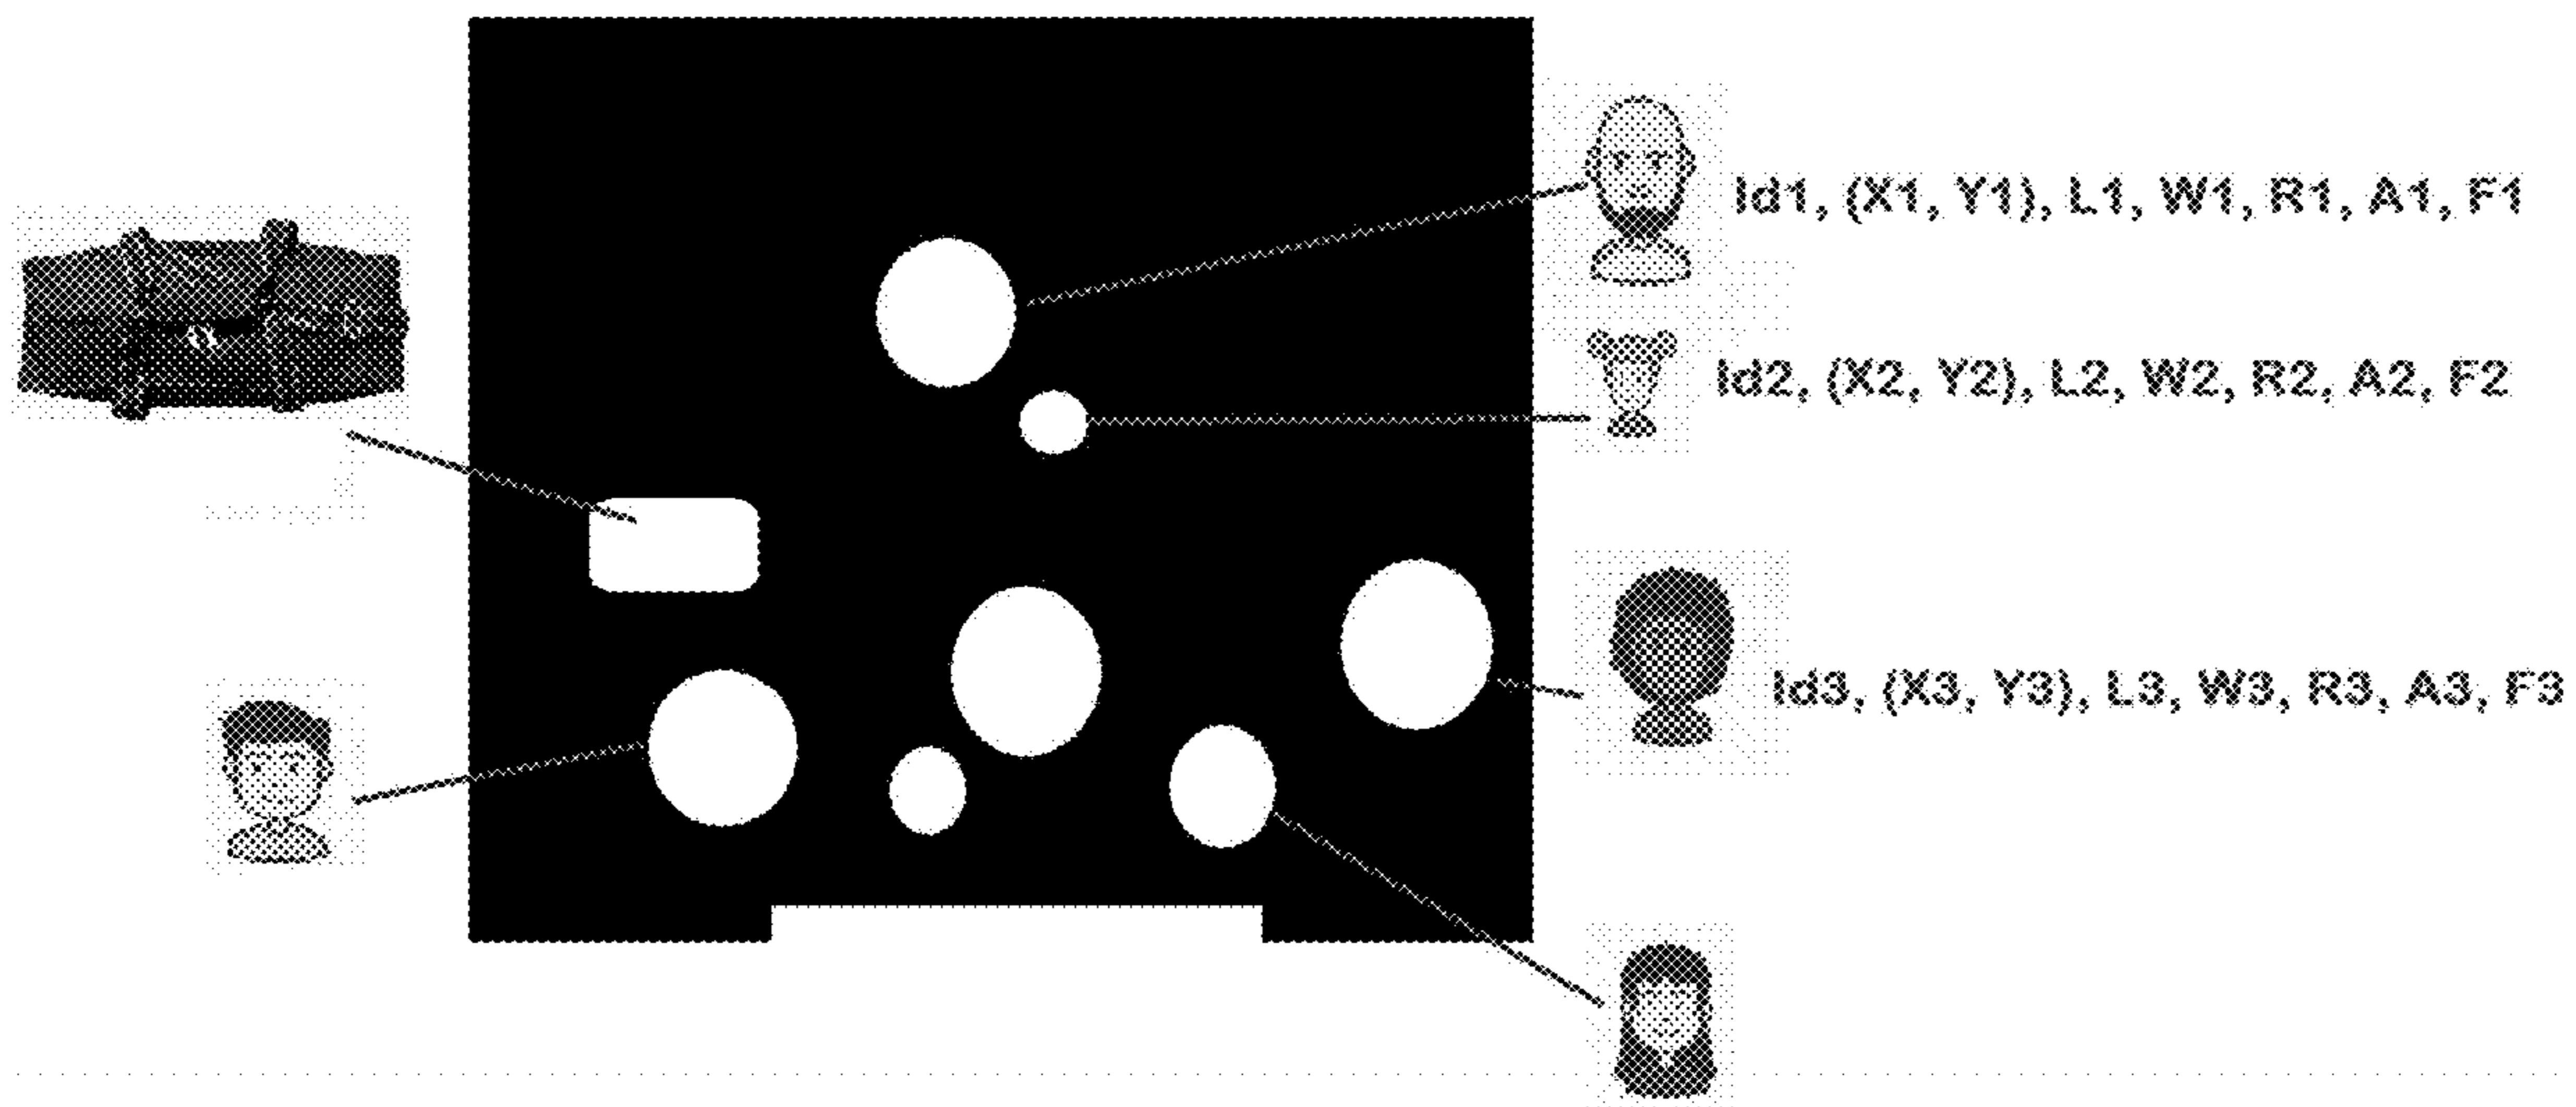 Id1, (X1, Y1), L1, W1, R1, A1, F1
Id2, (X2, Y2), L2, W2, R2, A2, F2
Id3, (X3, Y3), L3, W3, R3, A3, F3